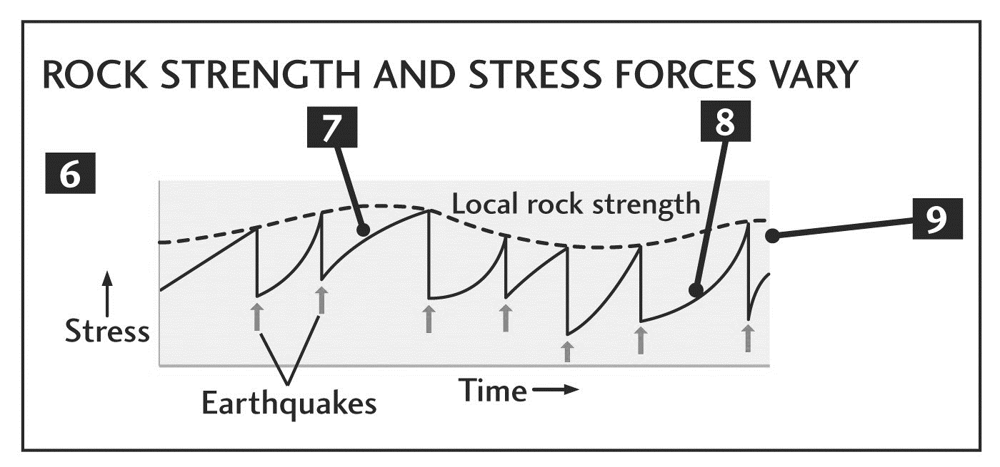 ROCK STRENGTH AND STRESS FORCES VARY
7
8
6
Local rock strength
9
Stress
Time
Earthquakes